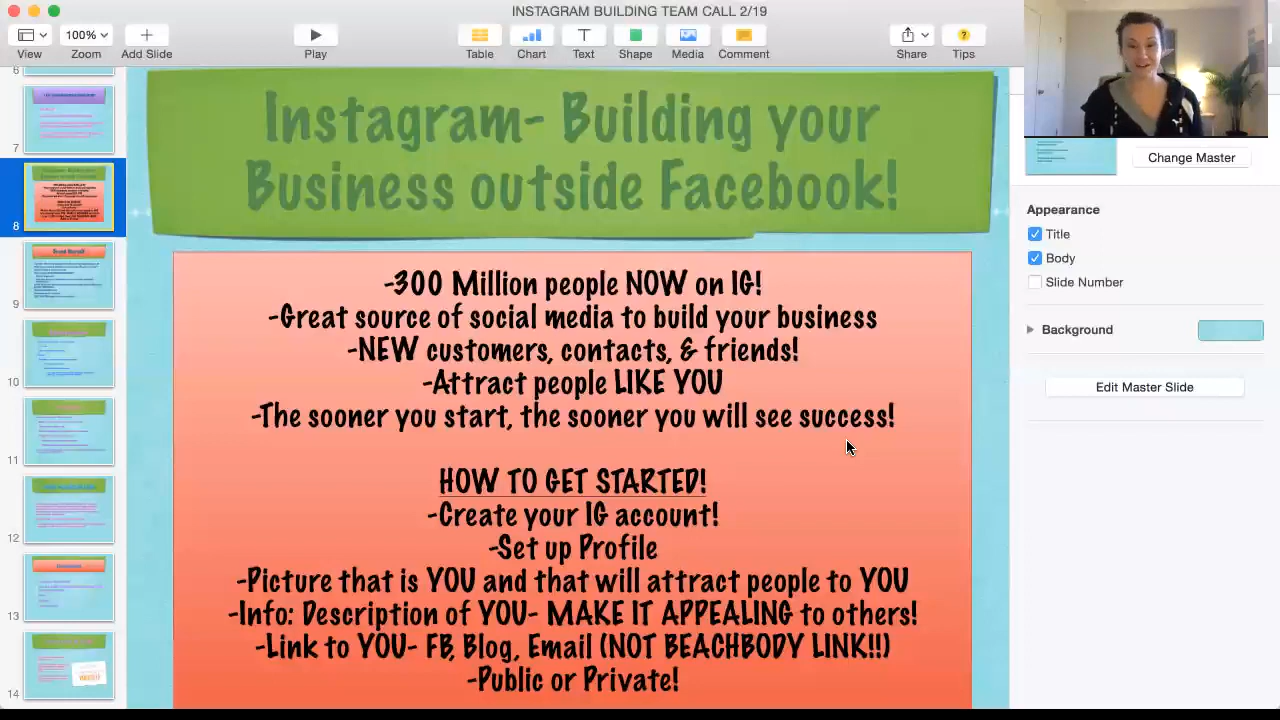 INSTAGRAM BUILDING TEAM CALL 2/19
100%
View
Zoom
Add Slide
Play
Table
Chart
Text
Shape
Media
Comment
Share
Tips
6
7
8
9
10
11
12
13
14
Instagram- Building your
Business outside Facebook!
-300 Million people NOW on IG!
-Great source of social media to build your business
-NEW customers, contacts, & friends!
-Attract people LIKE YOU
-The sooner you start, the sooner you will see success!
HOW TO GET STARTED!
-Create your IG account!
-Set up Profile
-Picture that is YOU and that will attract people to YOU
-Info: Description of YOU- MAKE IT APPEALING to others!
-Link to YOU- FB, Blog, Email (NOT BEACHBODY LINK!!)
-Public or Private!
Change Master
Appearance
Title
Body
Slide Number
Background
Edit Master Slide